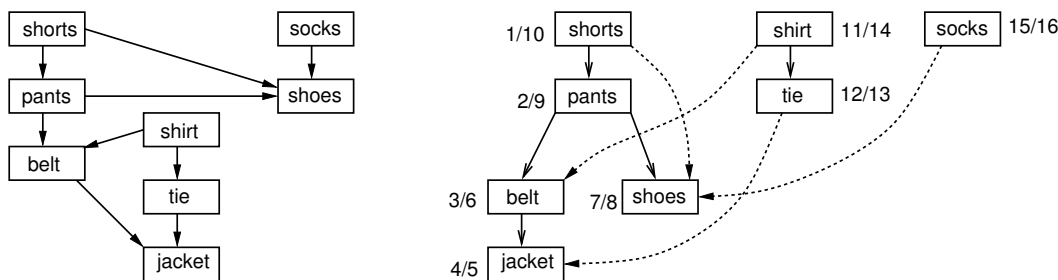 shorts
socks
pants
shoes
shirt
belt
tie
jacket
1/10 shorts
shirt 11/14
socks 15/16
2/9 pants
tie 12/13
3/6 belt
7/8 shoes
4/5 jacket